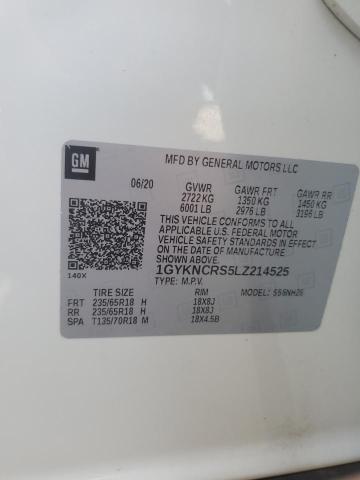 GM
MFD BY GENERAL MOTORS LLC
06/20 GVWR GAWR FRT GAWR RR
2722 KG 1350 KG 1450 KG
6001 LB 2976 LB 3196 LB
THIS VEHICLE CONFORMS TO ALL
APPLICABLE U.S. FEDERAL MOTOR
VEHICLE SAFETY AND BUMPER
STANDARDS IN EFFECT ON THE
DATE OF MANUFACTURE
SHOWN ABOVE.
1GYKNCRS5LZ214525
140X TYPE: M.P.V.
TIRE SIZE RIM MODEL:
FRT 235/65R18 H 18X8J
RR 235/65R18 H 18X8J
SPA T135/70R18 M 18X4.5B